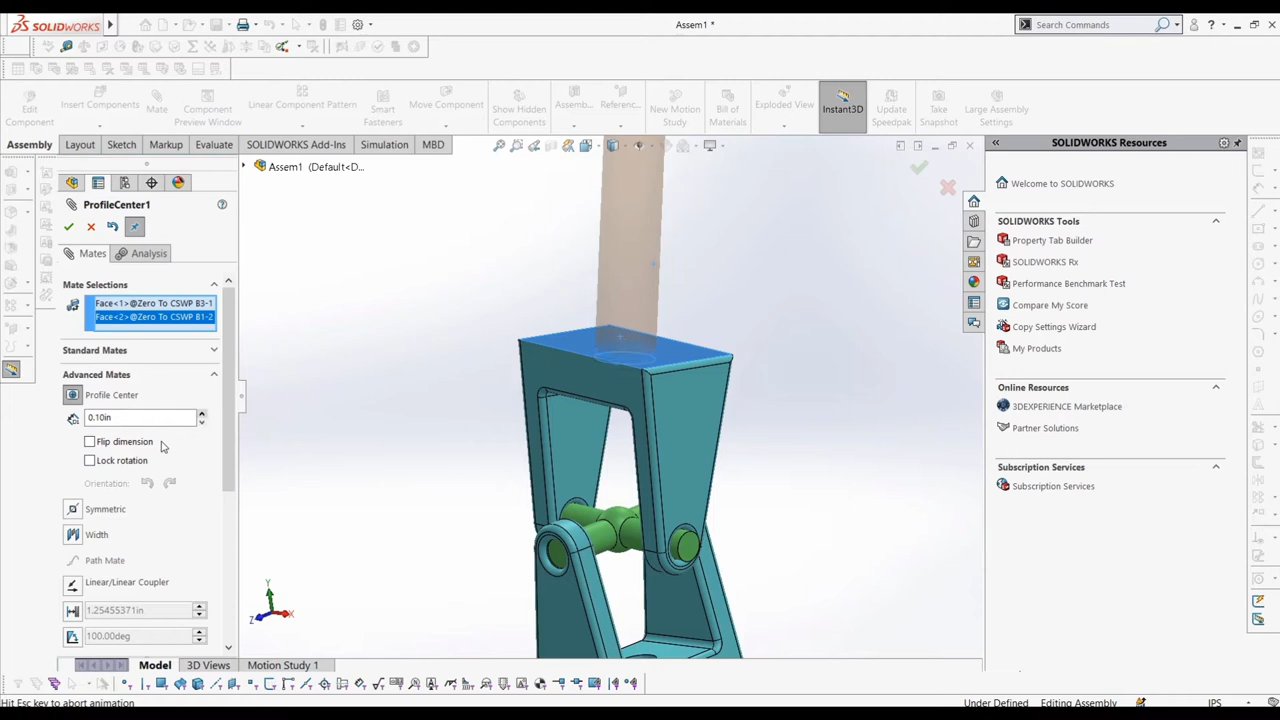 SOLIDWORKS
Assem1 *
Search Commands
Edit
Component
Insert Components
Mate
Component
Preview Window
Linear Component Pattern
Smart
Fasteners
Move Component
Show Hidden
Components
Assemb...
Referenc...
New Motion
Study
Bill of
Materials
Exploded View
Instant3D
Update
Speedpak
Take
Snapshot
Large Assembly
Settings
Assembly
Layout
Sketch
Markup
Evaluate
SOLIDWORKS Add-Ins
Simulation
MBD
SOLIDWORKS Resources
Assem1 (Default<D...
Welcome to SOLIDWORKS
ProfileCenter1
SOLIDWORKS Tools
Property Tab Builder
Mates
Analysis
SOLIDWORKS Rx
Mate Selections
Performance Benchmark Test
Face<1>@Zero To CSWP B3-1
Compare My Score
Face<2>@Zero To CSWP B1-2
Copy Settings Wizard
Standard Mates
My Products
Advanced Mates
Online Resources
Profile Center
3DEXPERIENCE Marketplace
0.10in
Partner Solutions
Flip dimension
Lock rotation
Subscription Services
Orientation:
Subscription Services
Symmetric
Width
Path Mate
Linear/Linear Coupler
1.25455371in
100.00deg
Y
Z
X
Model
3D Views
Motion Study 1
Hit Esc key to abort animation
Under Defined
Editing Assembly
IPS